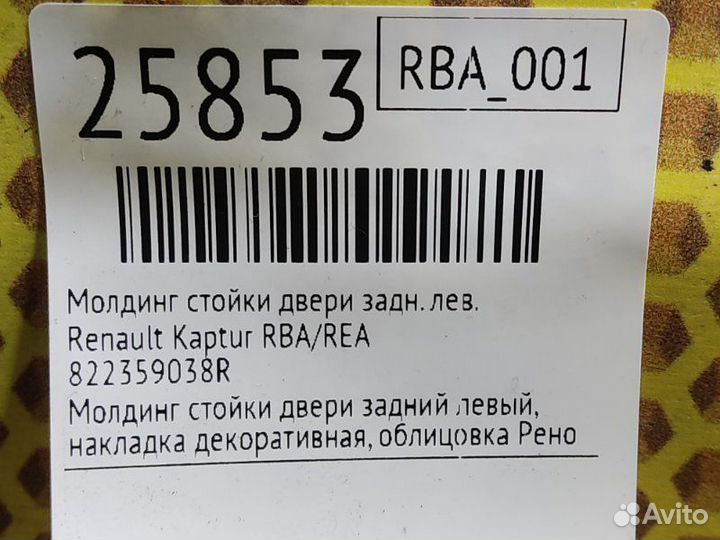 25853
RBA_001
Молдинг стойки двери задн. лев.
Renault Kaptur RBA/REA
822359038R
Молдинг стойки двери задний левый,
накладка декоративная, облицовка Рено
Avito